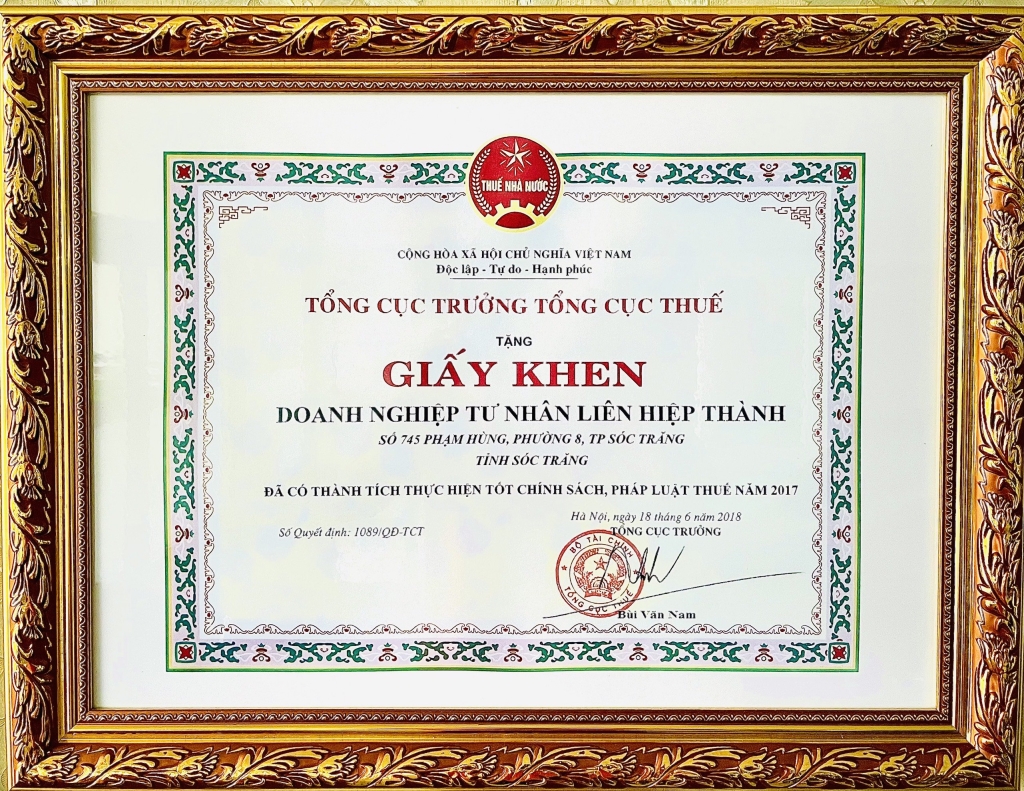 THUẾ NHÀ NƯỚC
CỘNG HÒA XÃ HỘI CHỦ NGHĨA VIỆT NAM
Độc lập - Tự do - Hạnh phúc
TỔNG CỤC TRƯỞNG TỔNG CỤC THUẾ
TẶNG
GIẤY KHEN
DOANH NGHIỆP TƯ NHÂN LIÊN HIỆP THÀNH
SỐ 745 PHẠM HÙNG, PHƯỜNG 8, TP SÓC TRĂNG
TỈNH SÓC TRĂNG
ĐÃ CÓ THÀNH TÍCH THỰC HIỆN TỐT CHÍNH SÁCH, PHÁP LUẬT THUẾ NĂM 2017
Hà Nội, ngày 18 tháng 6 năm 2018
Số Quyết định: 1089/QĐ-TCT
TỔNG CỤC TRƯỞNG
BỘ TÀI CHÍNH
TỔNG CỤC THUẾ
Bùi Văn Nam